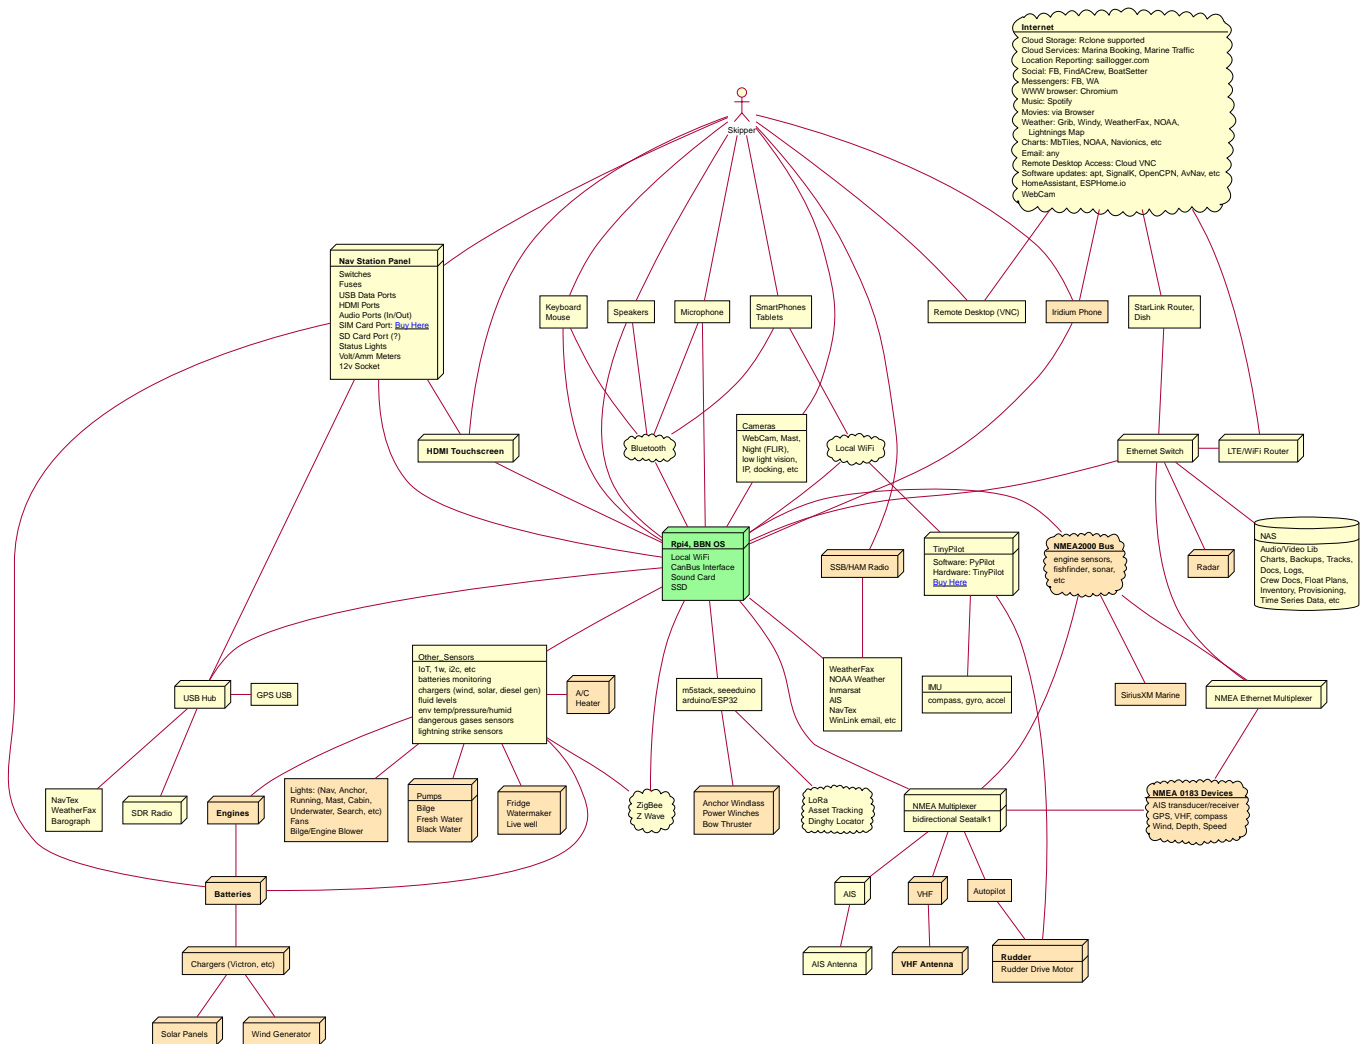 Internet
Cloud Storage: Rclone supported
Cloud Services: Marina Booking, Marine Traffic
Location Reporting: sailogger.com
Social: FB, FindACrew, BoatSetter
Messengers: FB, WA
WWW browser: Chromium
Music: Spotify
Movies: via Browser
Weather: Grib, Windy, WeatherFax, NOAA,
Lightnings Map
Charts: MbTiles, NOAA, Navionics, etc
Email: any
Remote Desktop Access: Cloud VNC
Software updates: apt, SignalK, OpenCPN, AvNav, etc
HomeAssistant, ESPHome.io
WebCam
Skipper
Nav Station Panel
Switches
Fuses
USB Data Ports
HDMI Ports
Audio Ports (In/Out)
SIM Card Port: Buy Here
SD Card Port (?)
Status Lights
Volt/Amm Meters
12v Socket
Keyboard
Mouse
Speakers
Microphone
SmartPhones
Tablets
Remote Desktop (VNC)
Iridium Phone
StarLink Router,
Dish
HDMI Touchscreen
Bluetooth
Cameras
WebCam, Mast,
Night (FLIR),
low light vision,
IP, docking, etc
Local WiFi
Ethernet Switch
LTE/WiFi Router
Rpi4, BBN OS
Local WiFi
CanBus Interface
Sound Card
SSD
SSB/HAM Radio
TinyPilot
Software: PyPilot
Hardware: TinyPilot
Buy Here
NMEA2000 Bus
engine sensors,
fishfinder, sonar,
etc
Radar
NAS
Audio/Video Lib
Charts, Backups, Tracks,
Docs, Logs,
Crew Docs, Float Plans,
Inventory, Provisioning,
Time Series Data, etc
USB Hub
GPS USB
Other_Sensors
IoT, 1w, i2c, etc
batteries monitoring
chargers (wind, solar, diesel gen)
fluid levels
env temp/pressure/humid
dangerous gases sensors
lightning strike sensors
A/C
Heater
m5stack, seeeduino
arduino/ESP32
WeatherFax
NOAA Weather
Inmarsat
AIS
NavTex
WinLink email, etc
IMU
compass, gyro, accel
SiriusXM Marine
NMEA Ethernet Multiplexer
NavTex
WeatherFax
Barograph
SDR Radio
Engines
Lights: (Nav, Anchor,
Running, Mast, Cabin,
Underwater, Search, etc)
Fans
Bilge/Engine Blower
Pumps
Bilge
Fresh Water
Black Water
Fridge
Watermaker
Live well
ZigBee
Z Wave
Anchor Windlass
Power Winches
Bow Thruster
LoRa
Asset Tracking
Dinghy Locator
NMEA Multiplexer
bidirectional Seatalk1
NMEA 0183 Devices
AIS transducer/receiver
GPS, VHF, compass
Wind, Depth, Speed
Batteries
AIS
VHF
Autopilot
Chargers (Victron, etc)
AIS Antenna
VHF Antenna
Rudder
Rudder Drive Motor
Solar Panels
Wind Generator